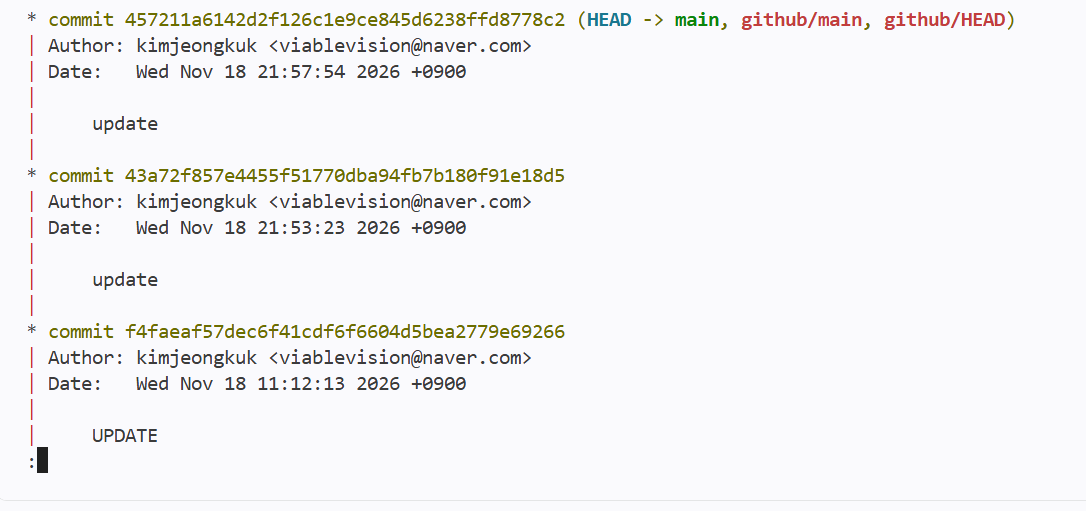 * commit 457211a6142d2f126c1e9ce845d6238ffd8778c2 (HEAD -> main, github/main, github/HEAD)
| Author: kimjeongkuk <viablevision@naver.com>
| Date:   Wed Nov 18 21:57:54 2026 +0900
|
|     update
|
* commit 43a72f857e4455f51770dba94fb7b180f91e18d5
| Author: kimjeongkuk <viablevision@naver.com>
| Date:   Wed Nov 18 21:53:23 2026 +0900
|
|     update
|
* commit f4faeaf57dec6f41cdf6f6604d5bea2779e69266
| Author: kimjeongkuk <viablevision@naver.com>
| Date:   Wed Nov 18 11:12:13 2026 +0900
|
|     UPDATE
: